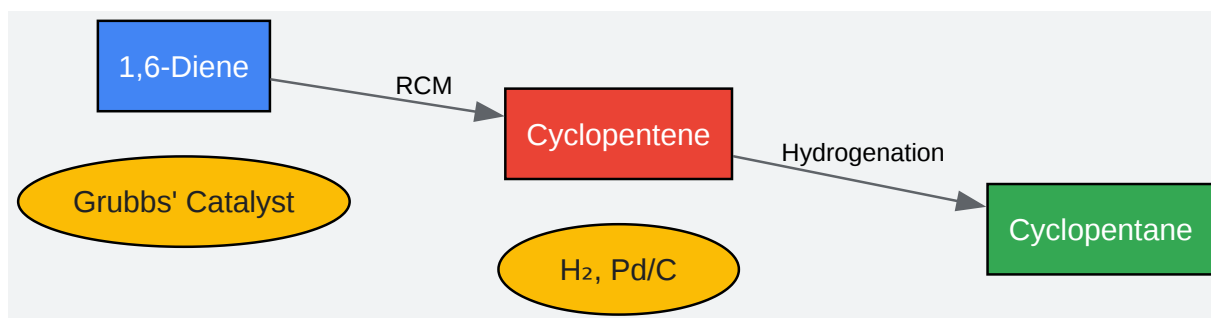 1,6-Diene
RCM
Cyclopentene
Hydrogenation
Grubbs' Catalyst
Cyclopentane
H₂, Pd/C